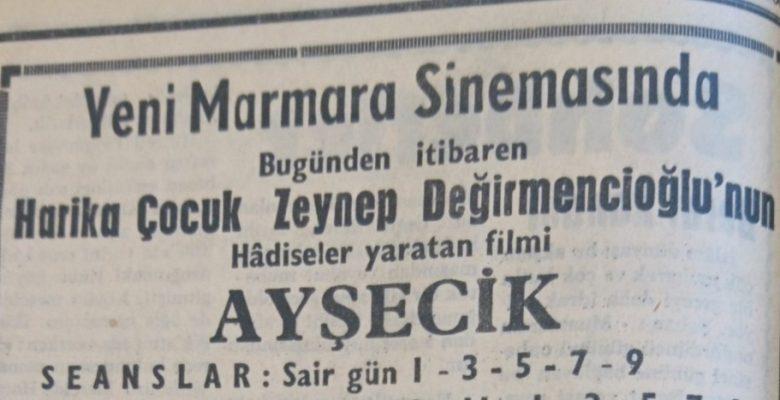 Yeni Marmara Sinemasında
Bugünden itibaren
Harika Çocuk Zeynep Değirmencioğlu'nun
Hâdiseler yaratan filmi
AYŞECİK
SEANSLAR: Sair gün 1-3-5-7-9